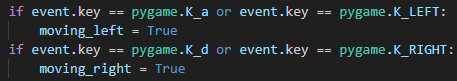 if event.key == pygame.K_a or event.key == pygame.K_LEFT:
    moving_left = True
if event.key == pygame.K_d or event.key == pygame.K_RIGHT:
    moving_right = True